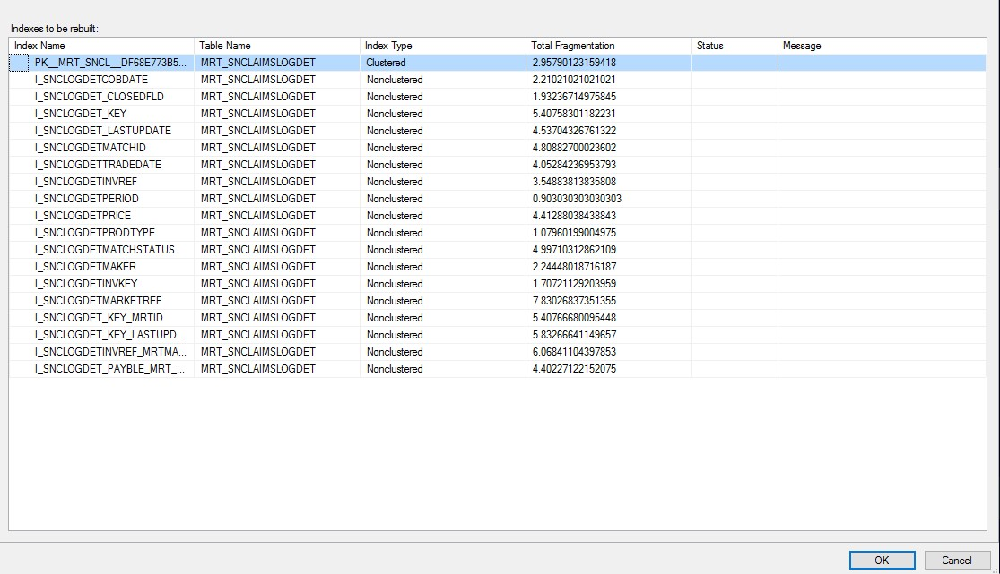 Indexes to be rebuilt:
Index Name Table Name Index Type Total Fragmentation Status Message
PK__MRT_SNCL__DF68E773B5... MRT_SNCLAIMSLOGDET Clustered 2.95790123159418
I_SNCLOGDETCOBDATE MRT_SNCLAIMSLOGDET Nonclustered 2.21021021021021
I_SNCLOGDET_CLOSEDFLD MRT_SNCLAIMSLOGDET Nonclustered 1.93236714975845
I_SNCLOGDET_KEY MRT_SNCLAIMSLOGDET Nonclustered 5.40758301182231
I_SNCLOGDET_LASTUPDATE MRT_SNCLAIMSLOGDET Nonclustered 4.53704326761322
I_SNCLOGDETMATCHID MRT_SNCLAIMSLOGDET Nonclustered 4.80882700023602
I_SNCLOGDETTRADEDATE MRT_SNCLAIMSLOGDET Nonclustered 4.05284236953793
I_SNCLOGDETINVREF MRT_SNCLAIMSLOGDET Nonclustered 3.54883813835808
I_SNCLOGDETPERIOD MRT_SNCLAIMSLOGDET Nonclustered 0.903030303030303
I_SNCLOGDETPRICE MRT_SNCLAIMSLOGDET Nonclustered 4.41288038438843
I_SNCLOGDETPRODTYPE MRT_SNCLAIMSLOGDET Nonclustered 1.07960199004975
I_SNCLOGDETMATCHSTATUS MRT_SNCLAIMSLOGDET Nonclustered 4.99710312862109
I_SNCLOGDETMAKER MRT_SNCLAIMSLOGDET Nonclustered 2.24448018716187
I_SNCLOGDETINVKEY MRT_SNCLAIMSLOGDET Nonclustered 1.70721129203959
I_SNCLOGDETMARKETREF MRT_SNCLAIMSLOGDET Nonclustered 7.83026837351355
I_SNCLOGDET_KEY_MRTID MRT_SNCLAIMSLOGDET Nonclustered 5.40766680095448
I_SNCLOGDET_KEY_LASTUPD... MRT_SNCLAIMSLOGDET Nonclustered 5.83266641149657
I_SNCLOGDETINVREF_MRTMA... MRT_SNCLAIMSLOGDET Nonclustered 6.06841104397853
I_SNCLOGDET_PAYBLE_MRT_... MRT_SNCLAIMSLOGDET Nonclustered 4.40227122152075
OK Cancel